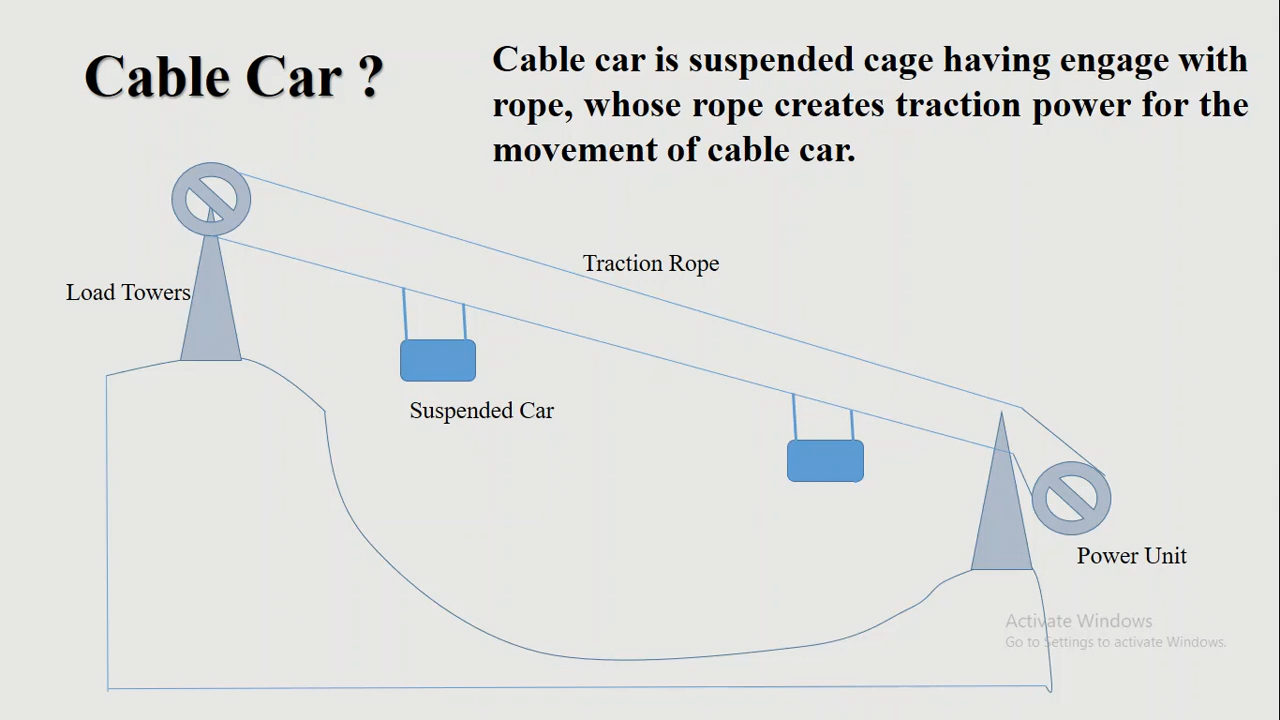 Cable Car ?
Cable car is suspended cage having engage with
rope, whose rope creates traction power for the
movement of cable car.
Traction Rope
Load Towers
Suspended Car
Power Unit
Activate Windows
Go to Settings to activate Windows.